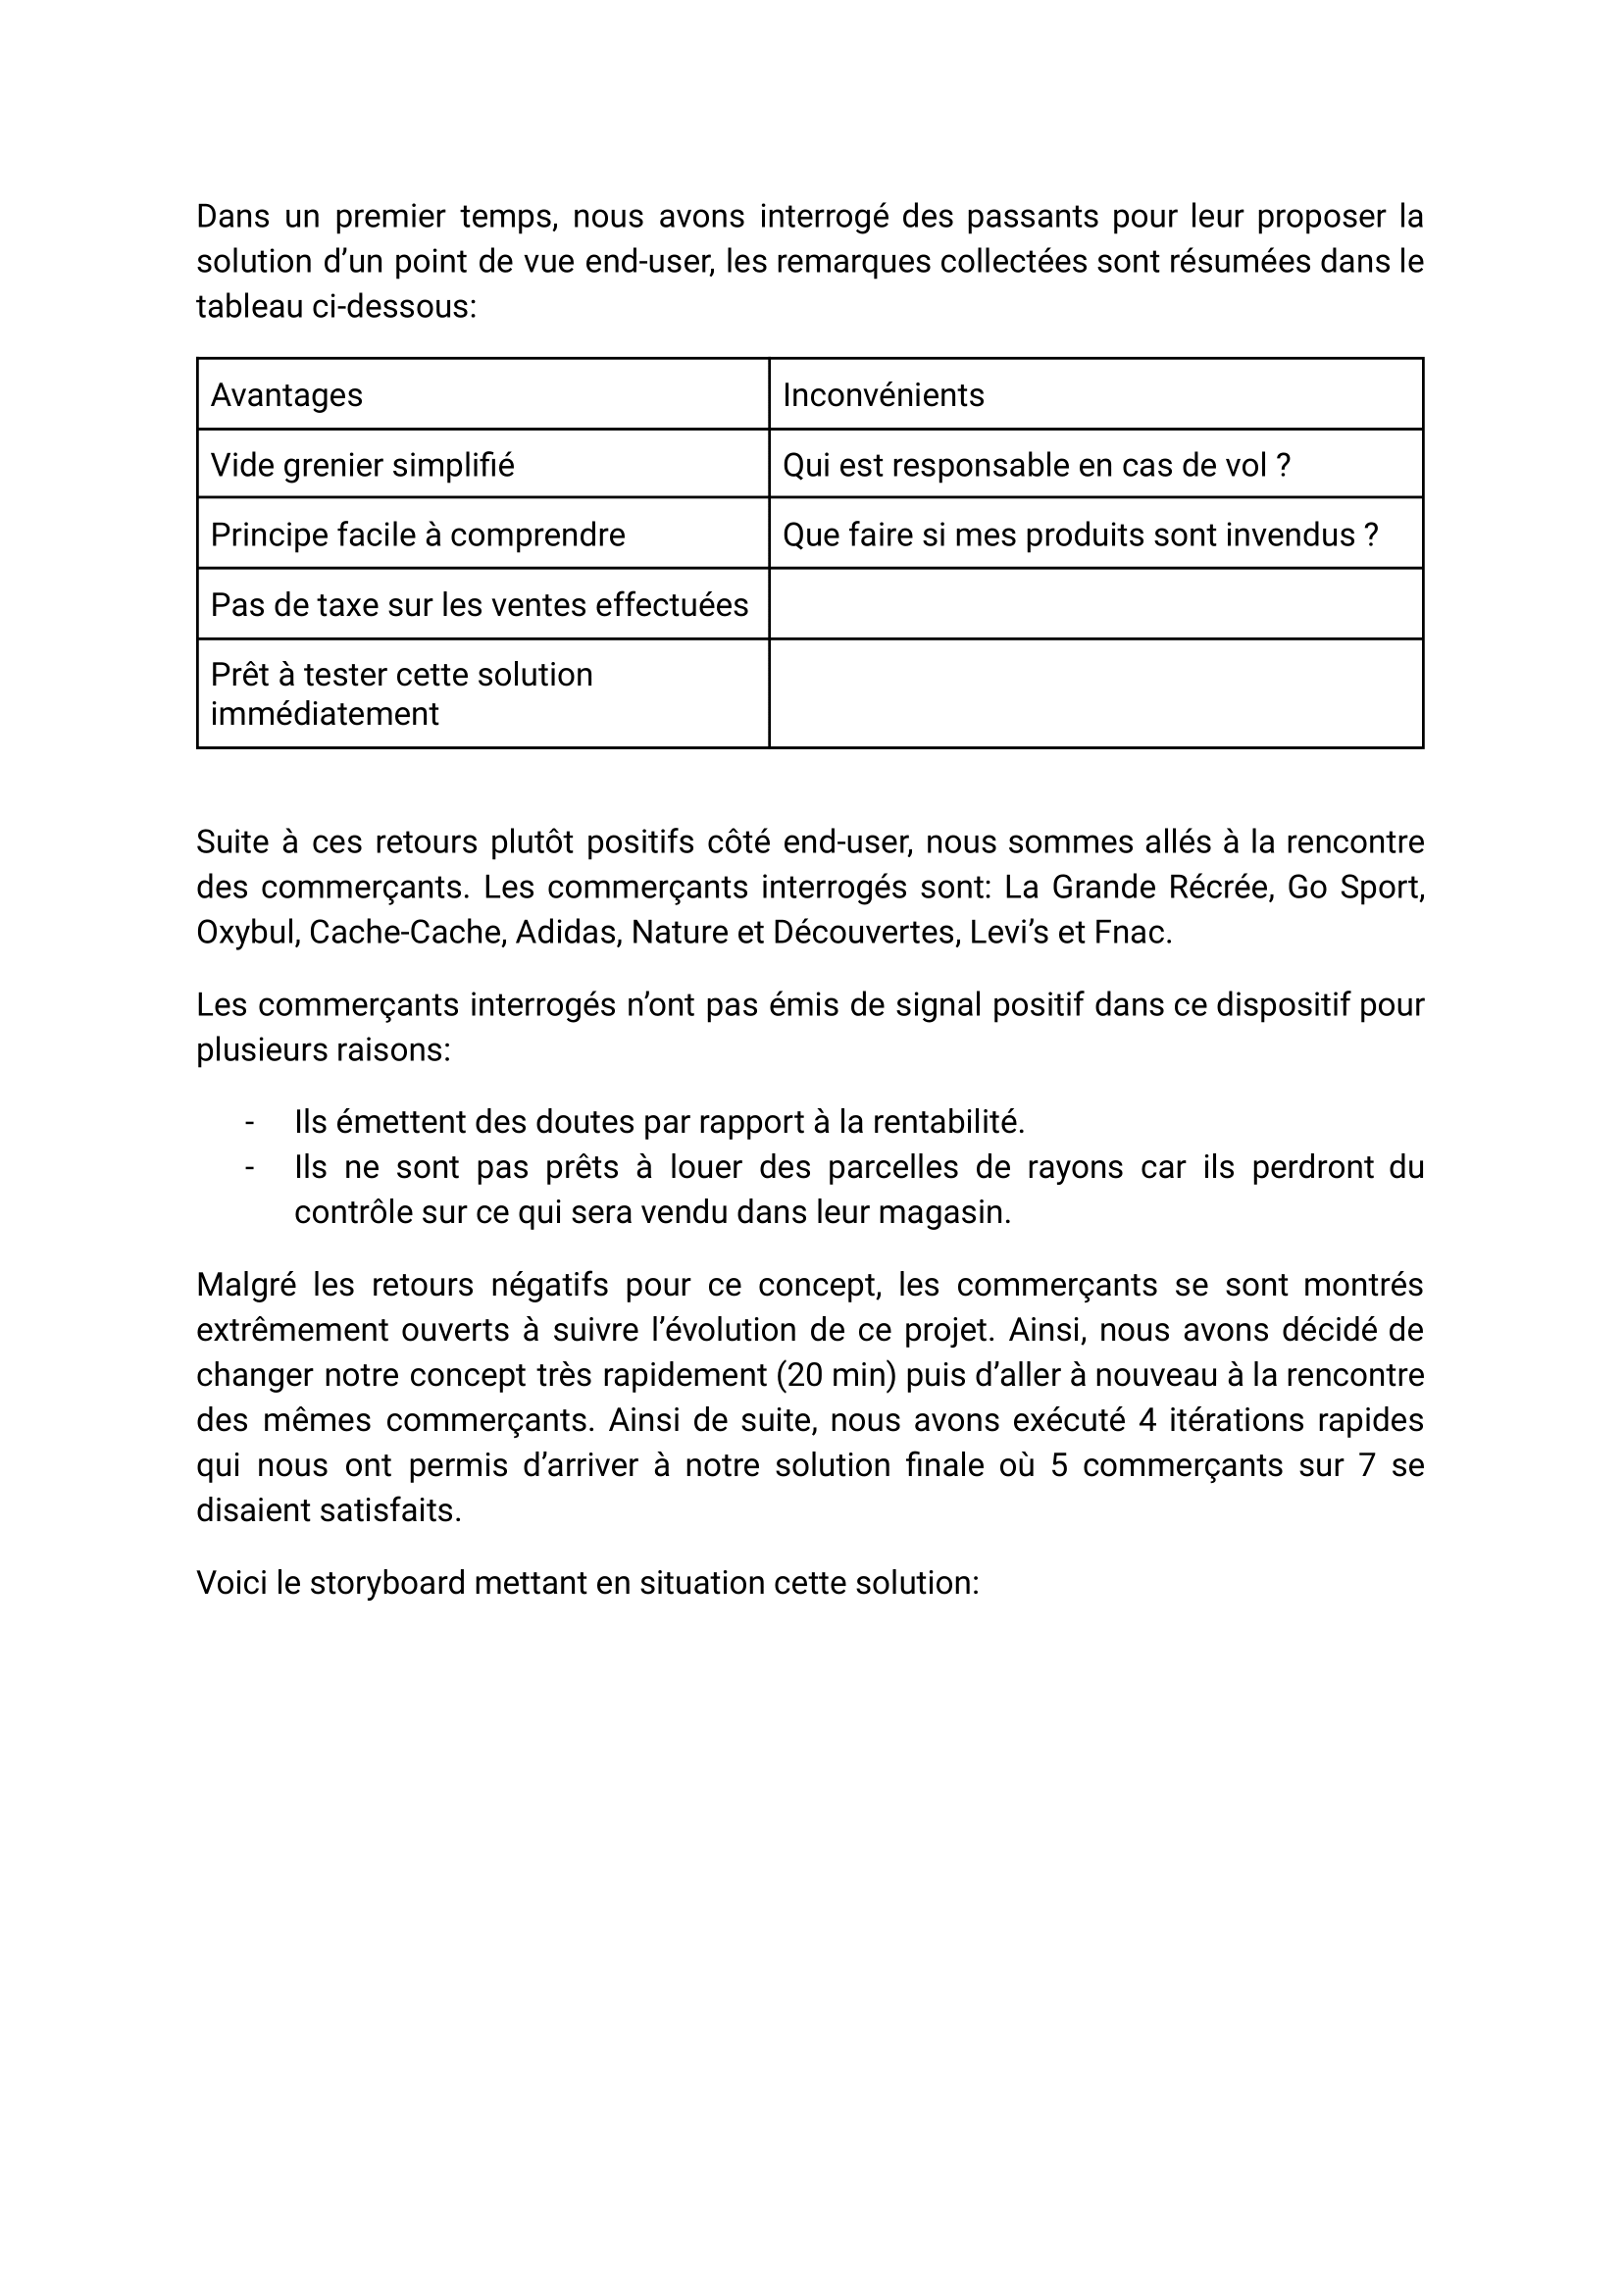 Dans un premier temps, nous avons interrogé des passants pour leur proposer la
solution d’un point de vue end-user, les remarques collectées sont résumées dans le
tableau ci-dessous:
Avantages
Inconvénients
Vide grenier simplifié
Qui est responsable en cas de vol ?
Principe facile à comprendre
Que faire si mes produits sont invendus ?
Pas de taxe sur les ventes effectuées
Prêt à tester cette solution
immédiatement
Suite à ces retours plutôt positifs côté end-user, nous sommes allés à la rencontre
des commerçants. Les commerçants interrogés sont: La Grande Récrée, Go Sport,
Oxybul, Cache-Cache, Adidas, Nature et Découvertes, Levi’s et Fnac.
Les commerçants interrogés n’ont pas émis de signal positif dans ce dispositif pour
plusieurs raisons:
- Ils émettent des doutes par rapport à la rentabilité.
- Ils ne sont pas prêts à louer des parcelles de rayons car ils perdront du
contrôle sur ce qui sera vendu dans leur magasin.
Malgré les retours négatifs pour ce concept, les commerçants se sont montrés
extrêmement ouverts à suivre l’évolution de ce projet. Ainsi, nous avons décidé de
changer notre concept très rapidement (20 min) puis d’aller à nouveau à la rencontre
des mêmes commerçants. Ainsi de suite, nous avons exécuté 4 itérations rapides
qui nous ont permis d’arriver à notre solution finale où 5 commerçants sur 7 se
disaient satisfaits.
Voici le storyboard mettant en situation cette solution: